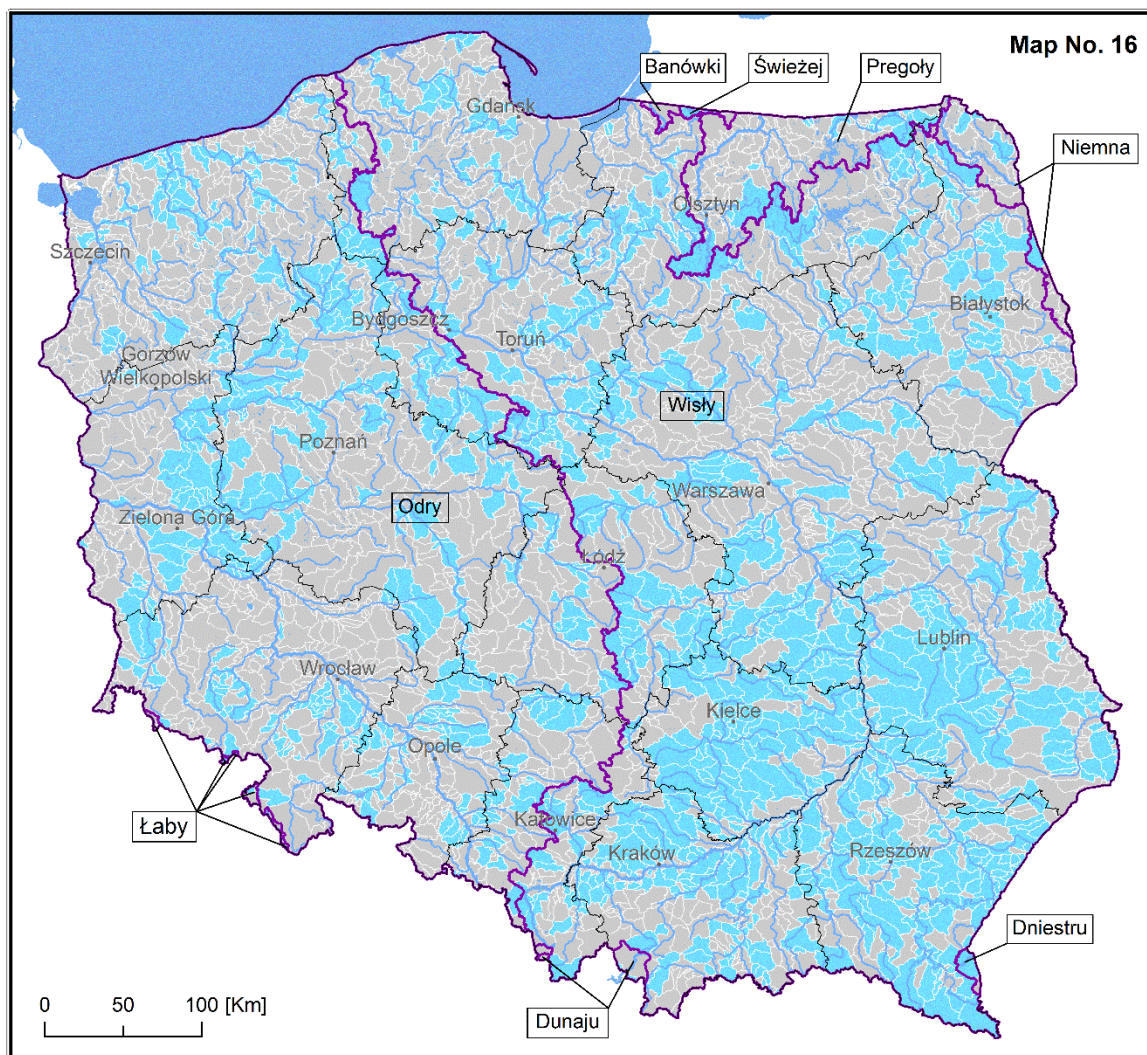 Map No. 16
Banówki
Świeżej
Pregoły
Gdańsk
Niemna
Olsztyn
Szczecin
Białystok
Bydgoszcz
Toruń
Gorzów
Wielkopolski
Wisły
Poznań
Warszawa
Odry
Zielona Góra
Łódź
Lublin
Wrocław
Kielce
Opole
Łaby
Katowice
Kraków
Rzeszów
Dniestru
0 50 100 [Km]
Dunaju